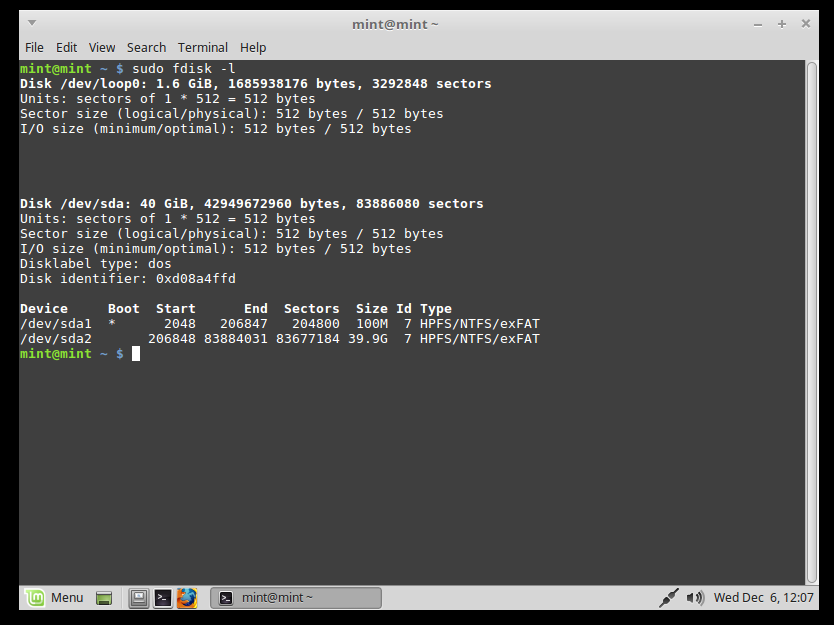 mint@mint ~
File Edit View Search Terminal Help
mint@mint ~ $ sudo fdisk -l
Disk /dev/loop0: 1.6 GiB, 1685938176 bytes, 3292848 sectors
Units: sectors of 1 * 512 = 512 bytes
Sector size (logical/physical): 512 bytes / 512 bytes
I/O size (minimum/optimal): 512 bytes / 512 bytes
Disk /dev/sda: 40 GiB, 42949672960 bytes, 83886080 sectors
Units: sectors of 1 * 512 = 512 bytes
Sector size (logical/physical): 512 bytes / 512 bytes
I/O size (minimum/optimal): 512 bytes / 512 bytes
Disklabel type: dos
Disk identifier: 0xd08a4ffd
Device     Boot  Start      End  Sectors  Size Id Type
/dev/sda1  *      2048   206847   204800  100M  7 HPFS/NTFS/exFAT
/dev/sda2       206848 83884031 83677184 39.9G  7 HPFS/NTFS/exFAT
mint@mint ~ $
Menu mint@mint ~ Wed Dec  6, 12:07